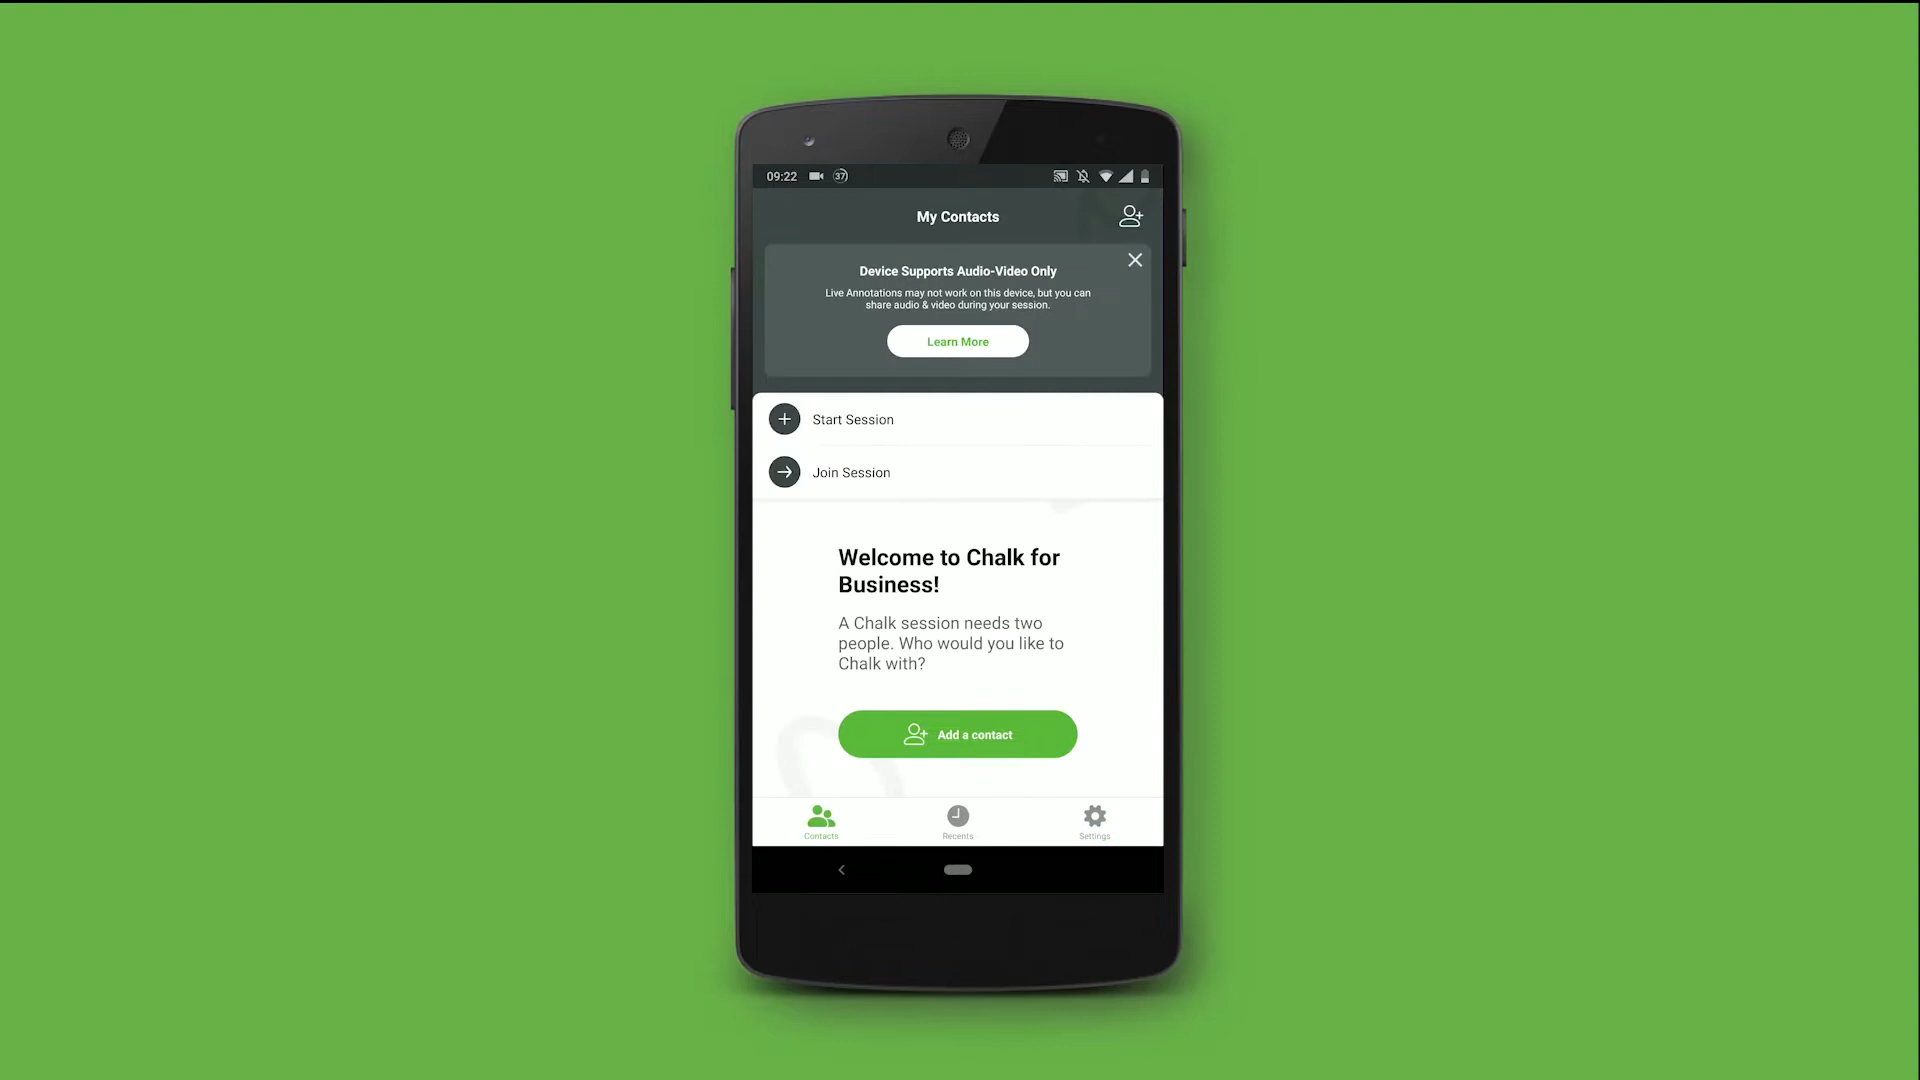 09:22
37
My Contacts
Device Supports Audio-Video Only
Live Annotations may not work on this device, but you can
share audio & video during your session.
Learn More
Start Session
Join Session
Welcome to Chalk for
Business!
A Chalk session needs two
people. Who would you like to
Chalk with?
Add a contact
Contacts
Recents
Settings